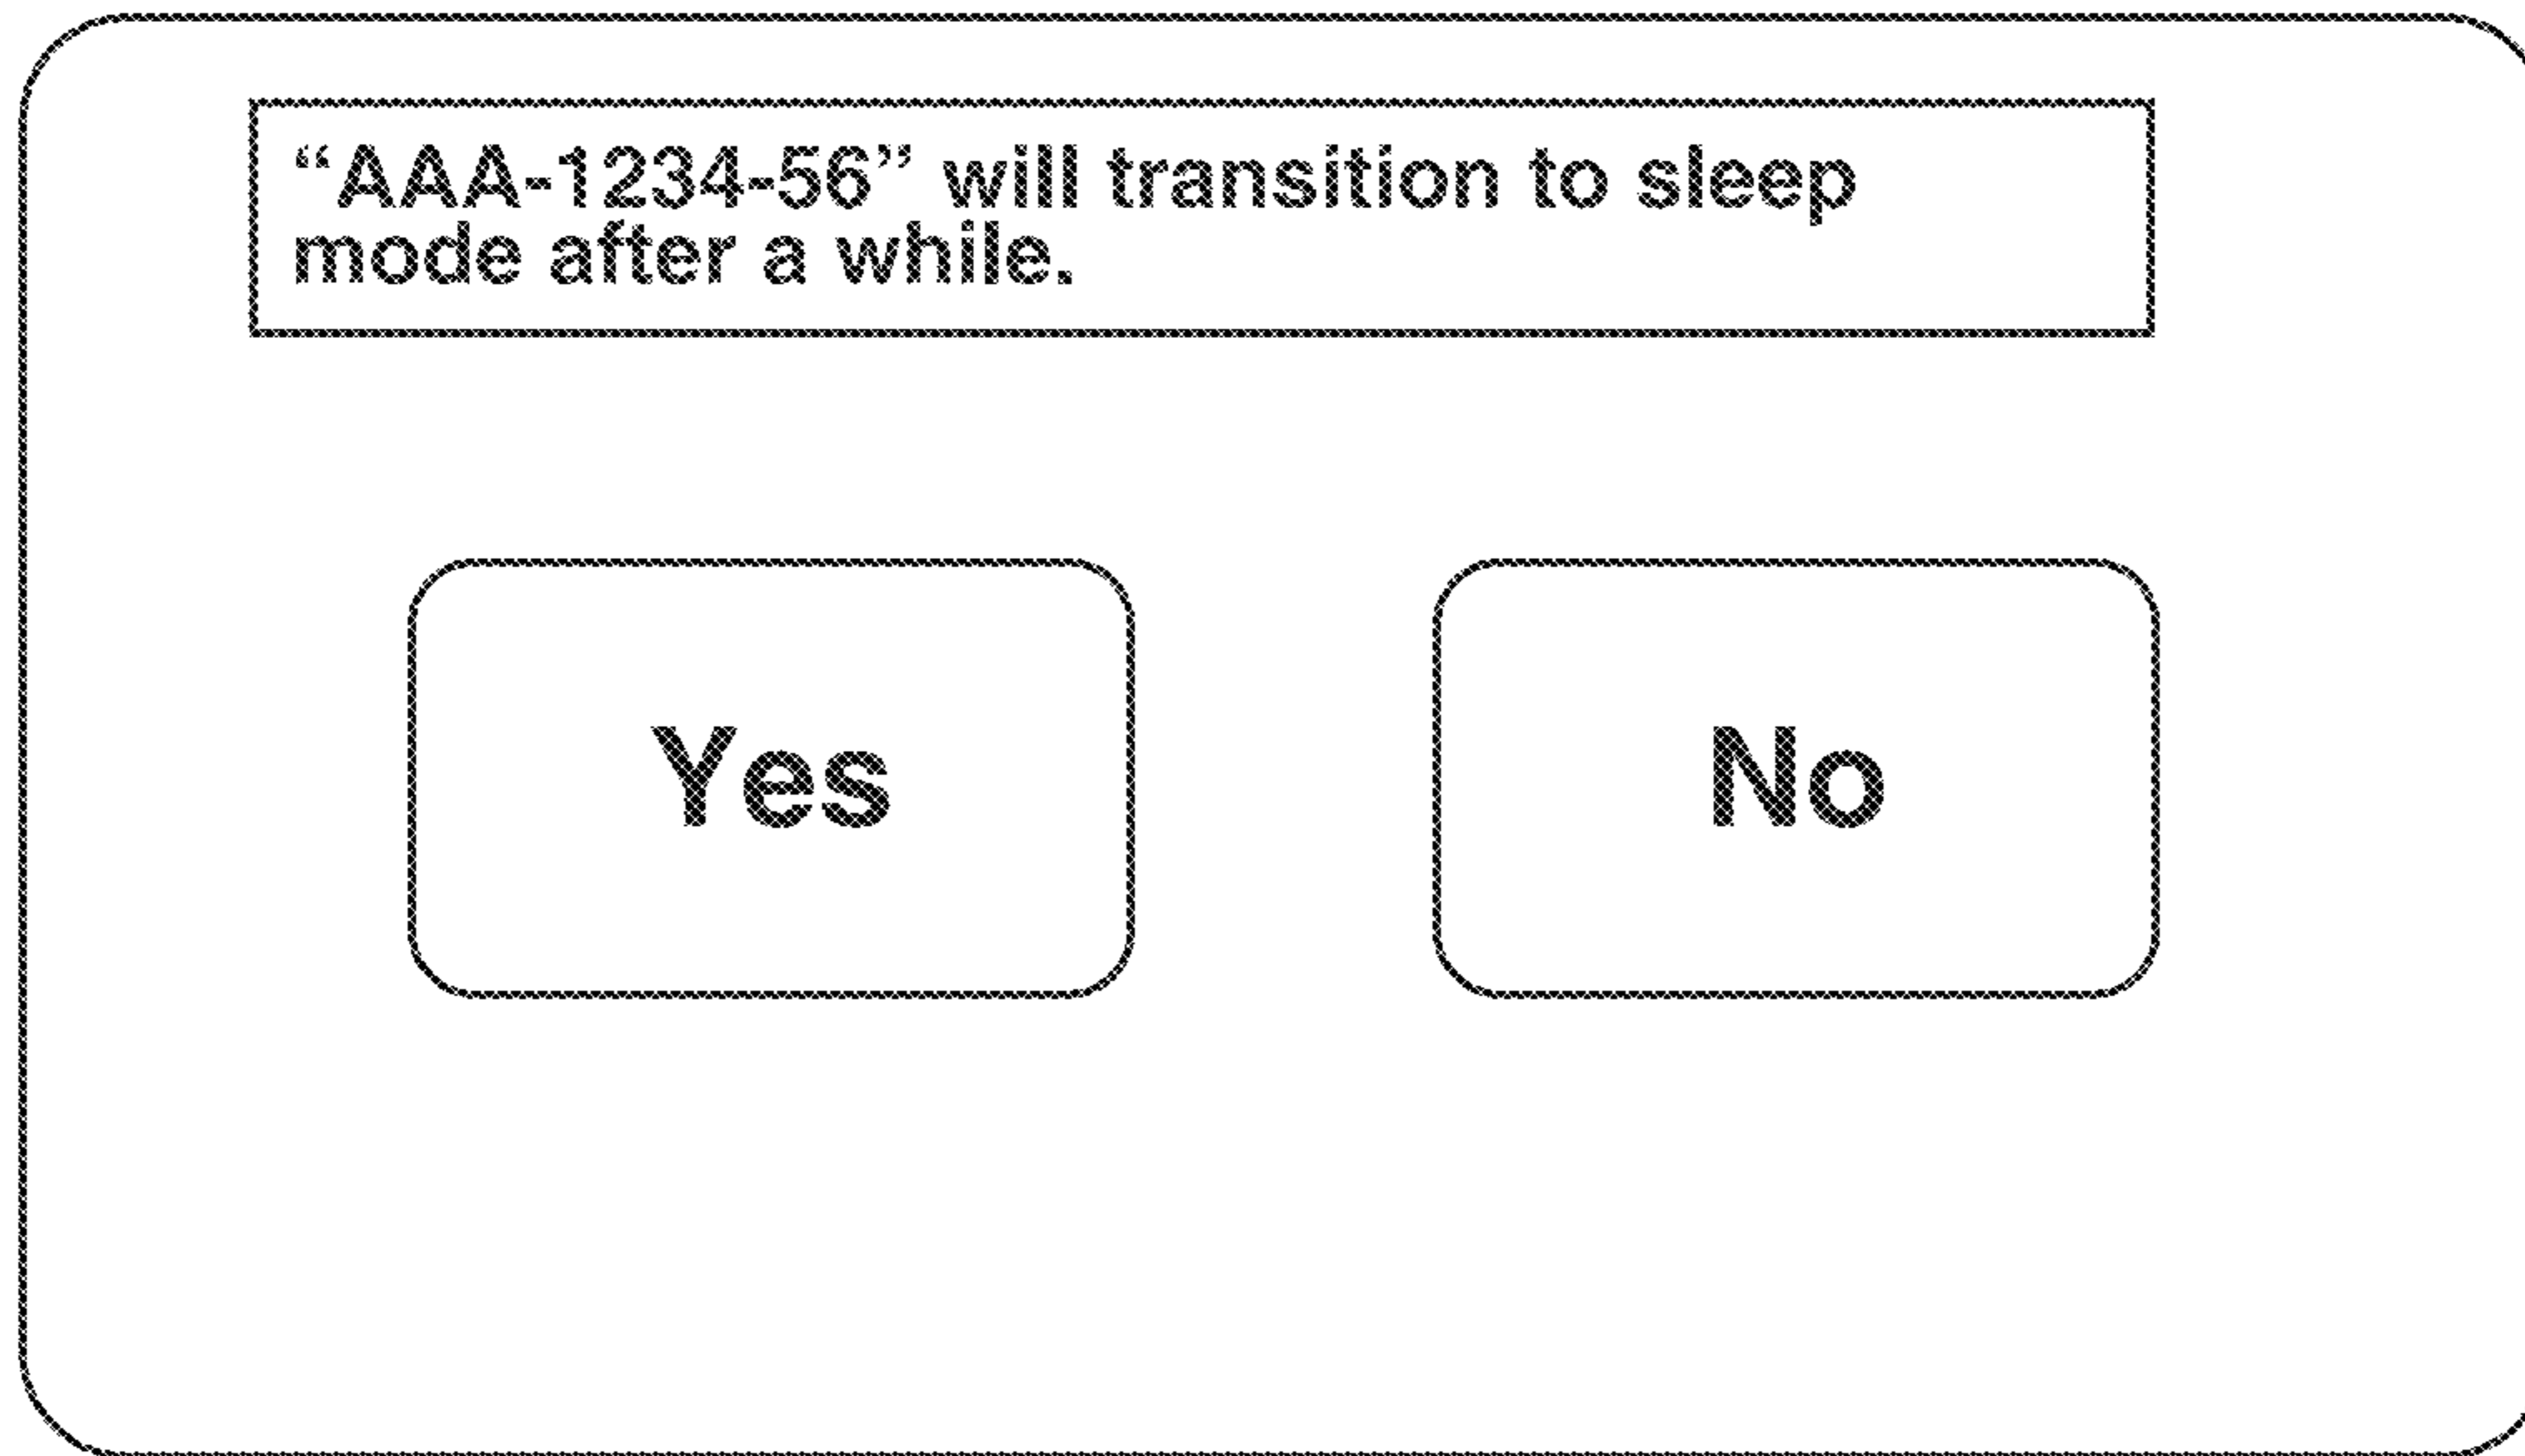 “AAA-1234-56” will transition to sleep
mode after a while.
Yes
No